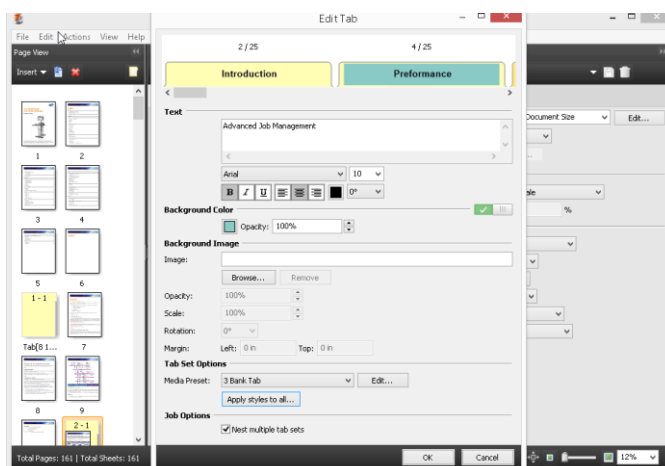 Edit Tab
File Edit Actions View Help
Page View
Insert
1 2
3 4
5 6
1 - 1
Tab[8 1... 7
8 9
2 - 1
Total Pages: 161 | Total Sheets: 161
2 / 25 4 / 25
Introduction Preformance
Text
Advanced Job Management
Arial 10
B I U 0°
Background Color
Opacity: 100%
Background Image
Image:
Browse... Remove
Opacity: 100%
Scale: 100%
Rotation: 0°
Margin: Left: 0 in Top: 0 in
Tab Set Options
Media Preset: 3 Bank Tab Edit...
Apply styles to all...
Job Options
Nest multiple tab sets
OK Cancel
Document Size Edit...
%
12%